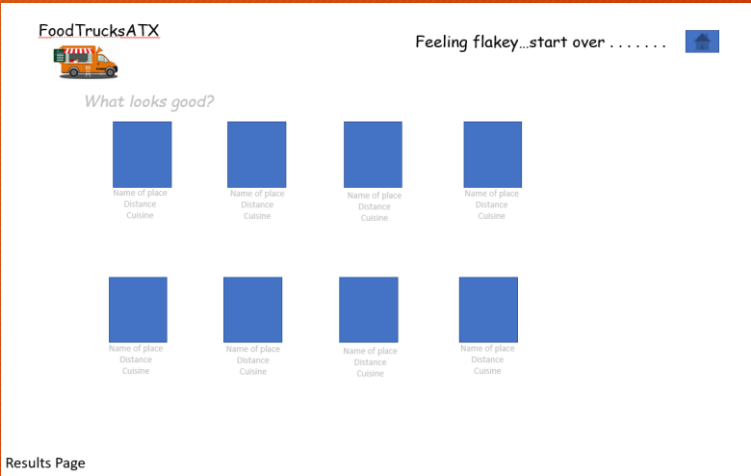 FoodTrucksATX
Feeling flakey...start over . . . . . . .
What looks good?
Name of place
Distance
Cuisine
Name of place
Distance
Cuisine
Name of place
Distance
Cuisine
Name of place
Distance
Cuisine
Name of place
Distance
Cuisine
Name of place
Distance
Cuisine
Name of place
Distance
Cuisine
Name of place
Distance
Cuisine
Results Page